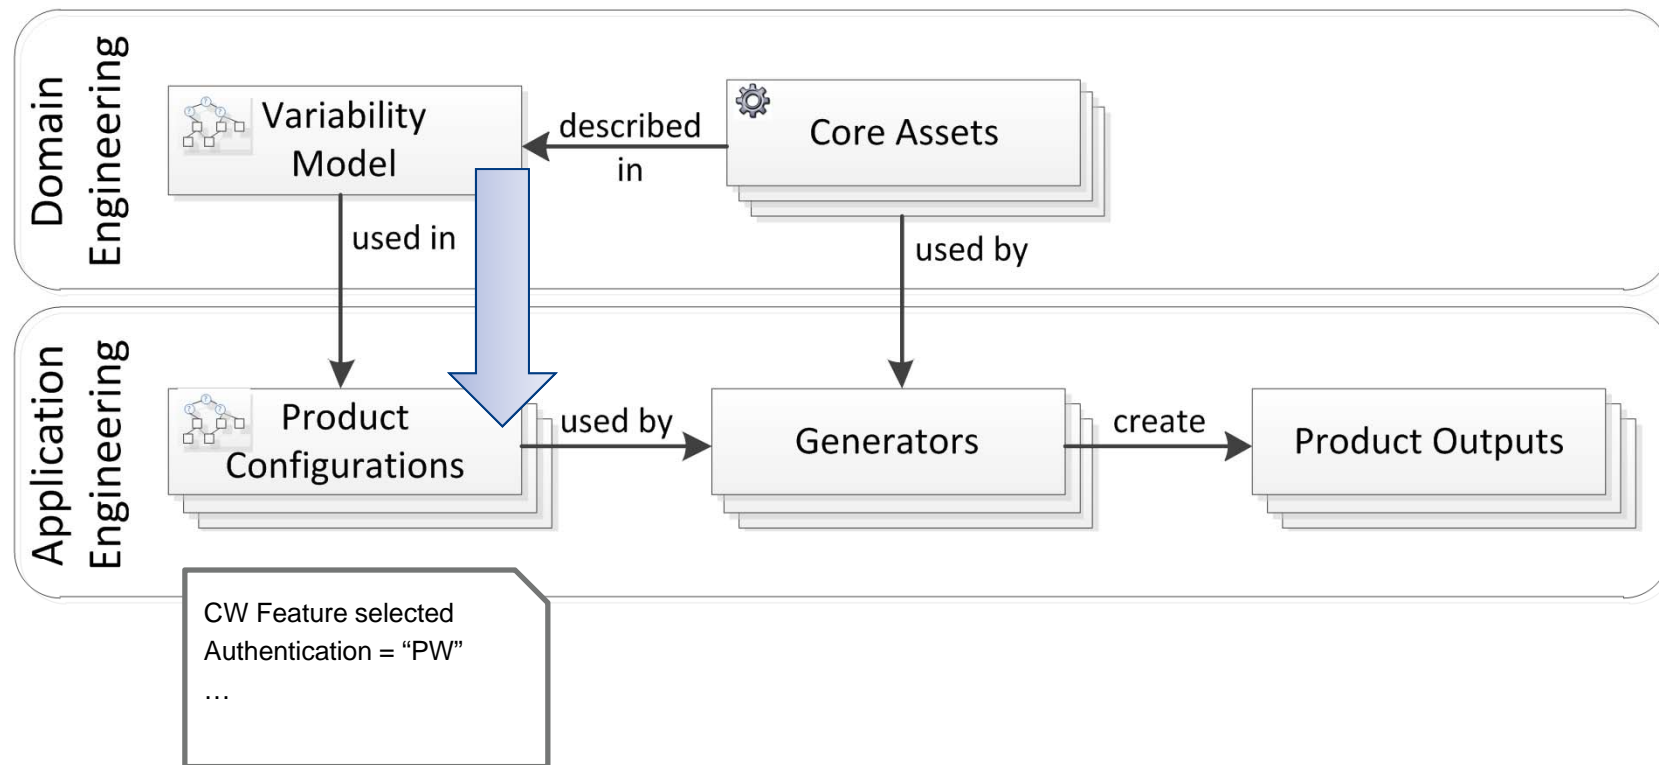 Domain
Engineering
Variability
Model
described
in
Core Assets
used in
used by
Application
Engineering
Product
Configurations
used by
Generators
create
Product Outputs
CW Feature selected
Authentication = “PW”
…